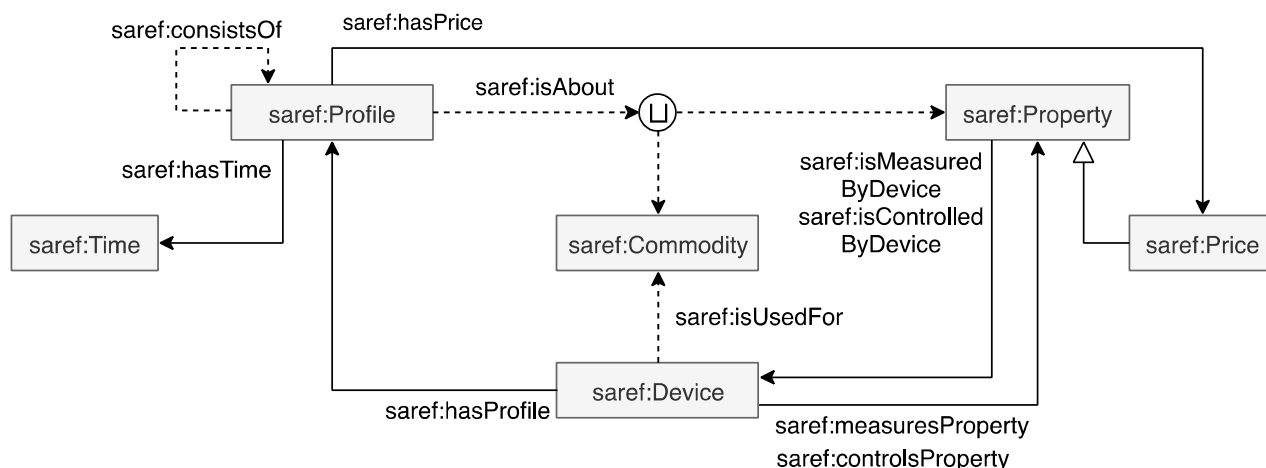 saref:hasPrice
saref:consistsOf
saref:isAbout
saref:Profile
⊔
saref:Property
saref:hasTime
saref:isMeasured
ByDevice
saref:isControlled
ByDevice
saref:Time
saref:Commodity
saref:Price
saref:isUsedFor
saref:Device
saref:hasProfile
saref:measuresProperty
saref:controlsProperty